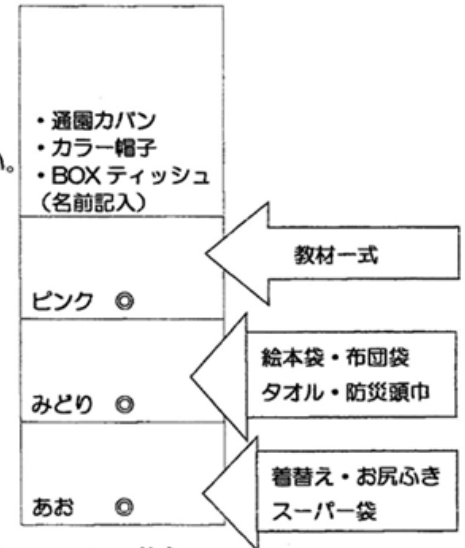 い。
・通園カバン
・カラー帽子
・BOXティッシュ
（名前記入）
教材一式
ピンク ◎
絵本袋・布団袋
タオル・防災頭巾
みどり ◎
着替え・お尻ふき
スーパー袋
あお ◎